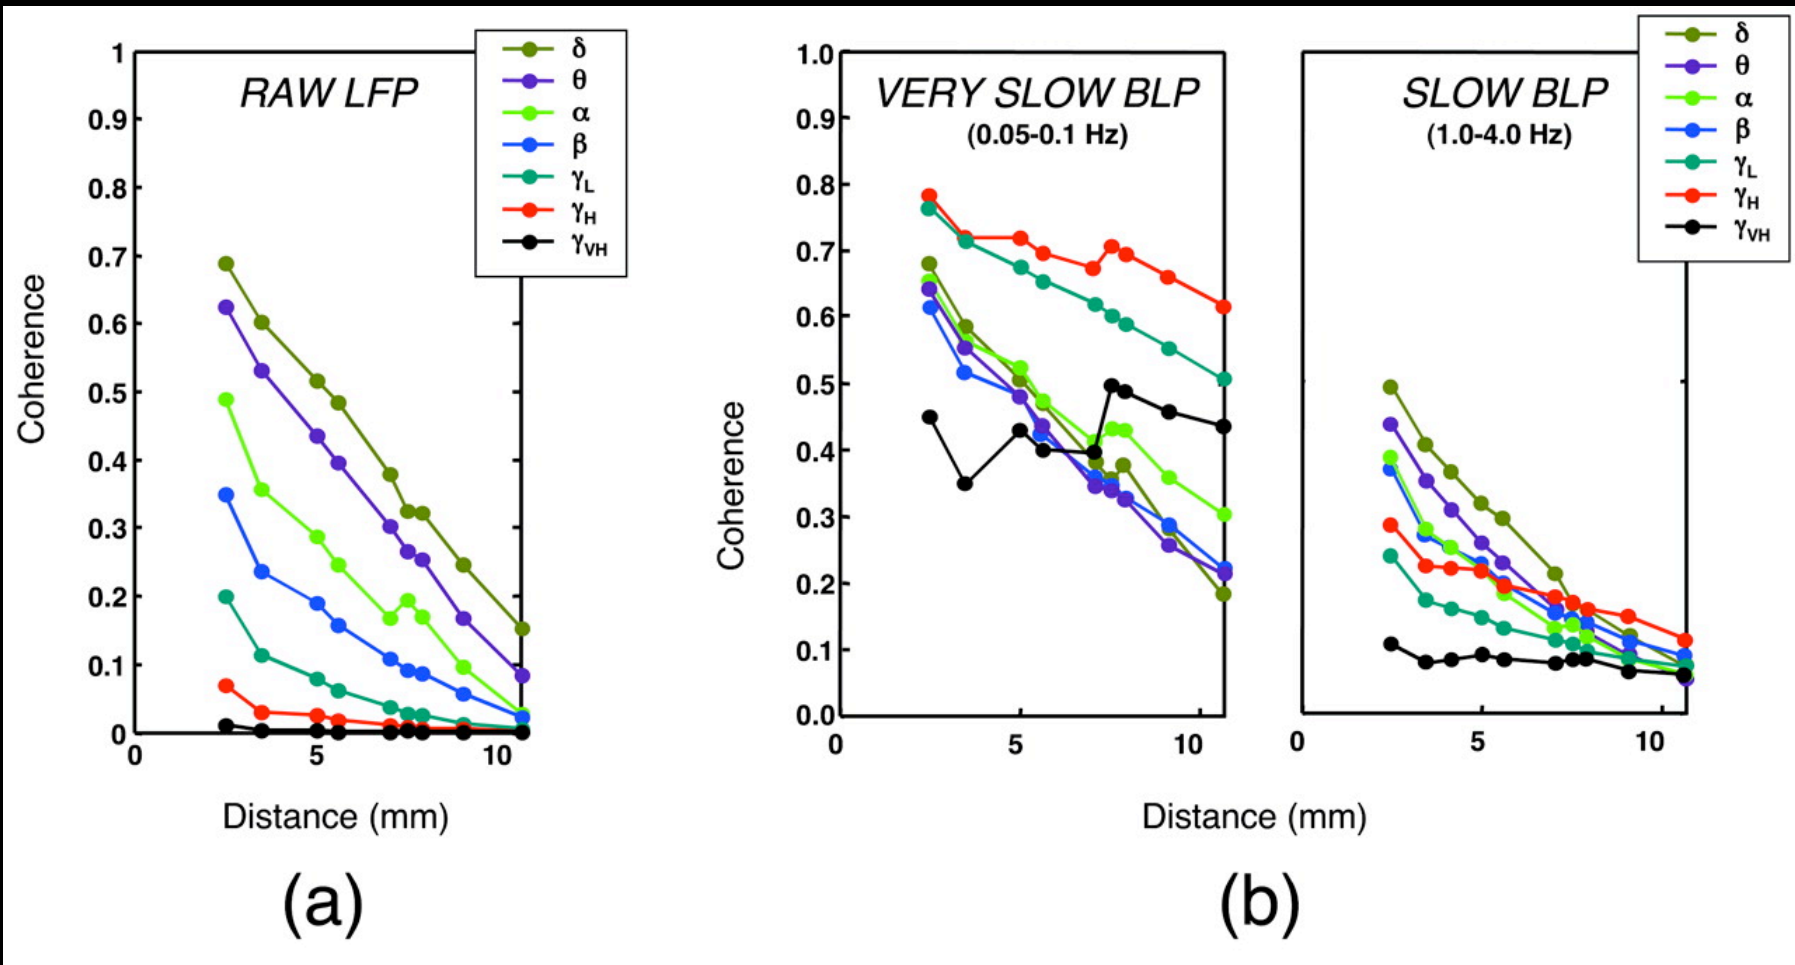 RAW LFP
δ
θ
α
β
γL
γH
γVH
1
0.9
0.8
0.7
0.6
0.5
0.4
0.3
0.2
0.1
0
0 5 10
Coherence
Distance (mm)
(a)
VERY SLOW BLP
(0.05-0.1 Hz)
1.0
0.9
0.8
0.7
0.6
0.5
0.4
0.3
0.2
0.1
0.0
0 5 10
Coherence
SLOW BLP
(1.0-4.0 Hz)
δ
θ
α
β
γL
γH
γVH
0 5 10
Distance (mm)
(b)